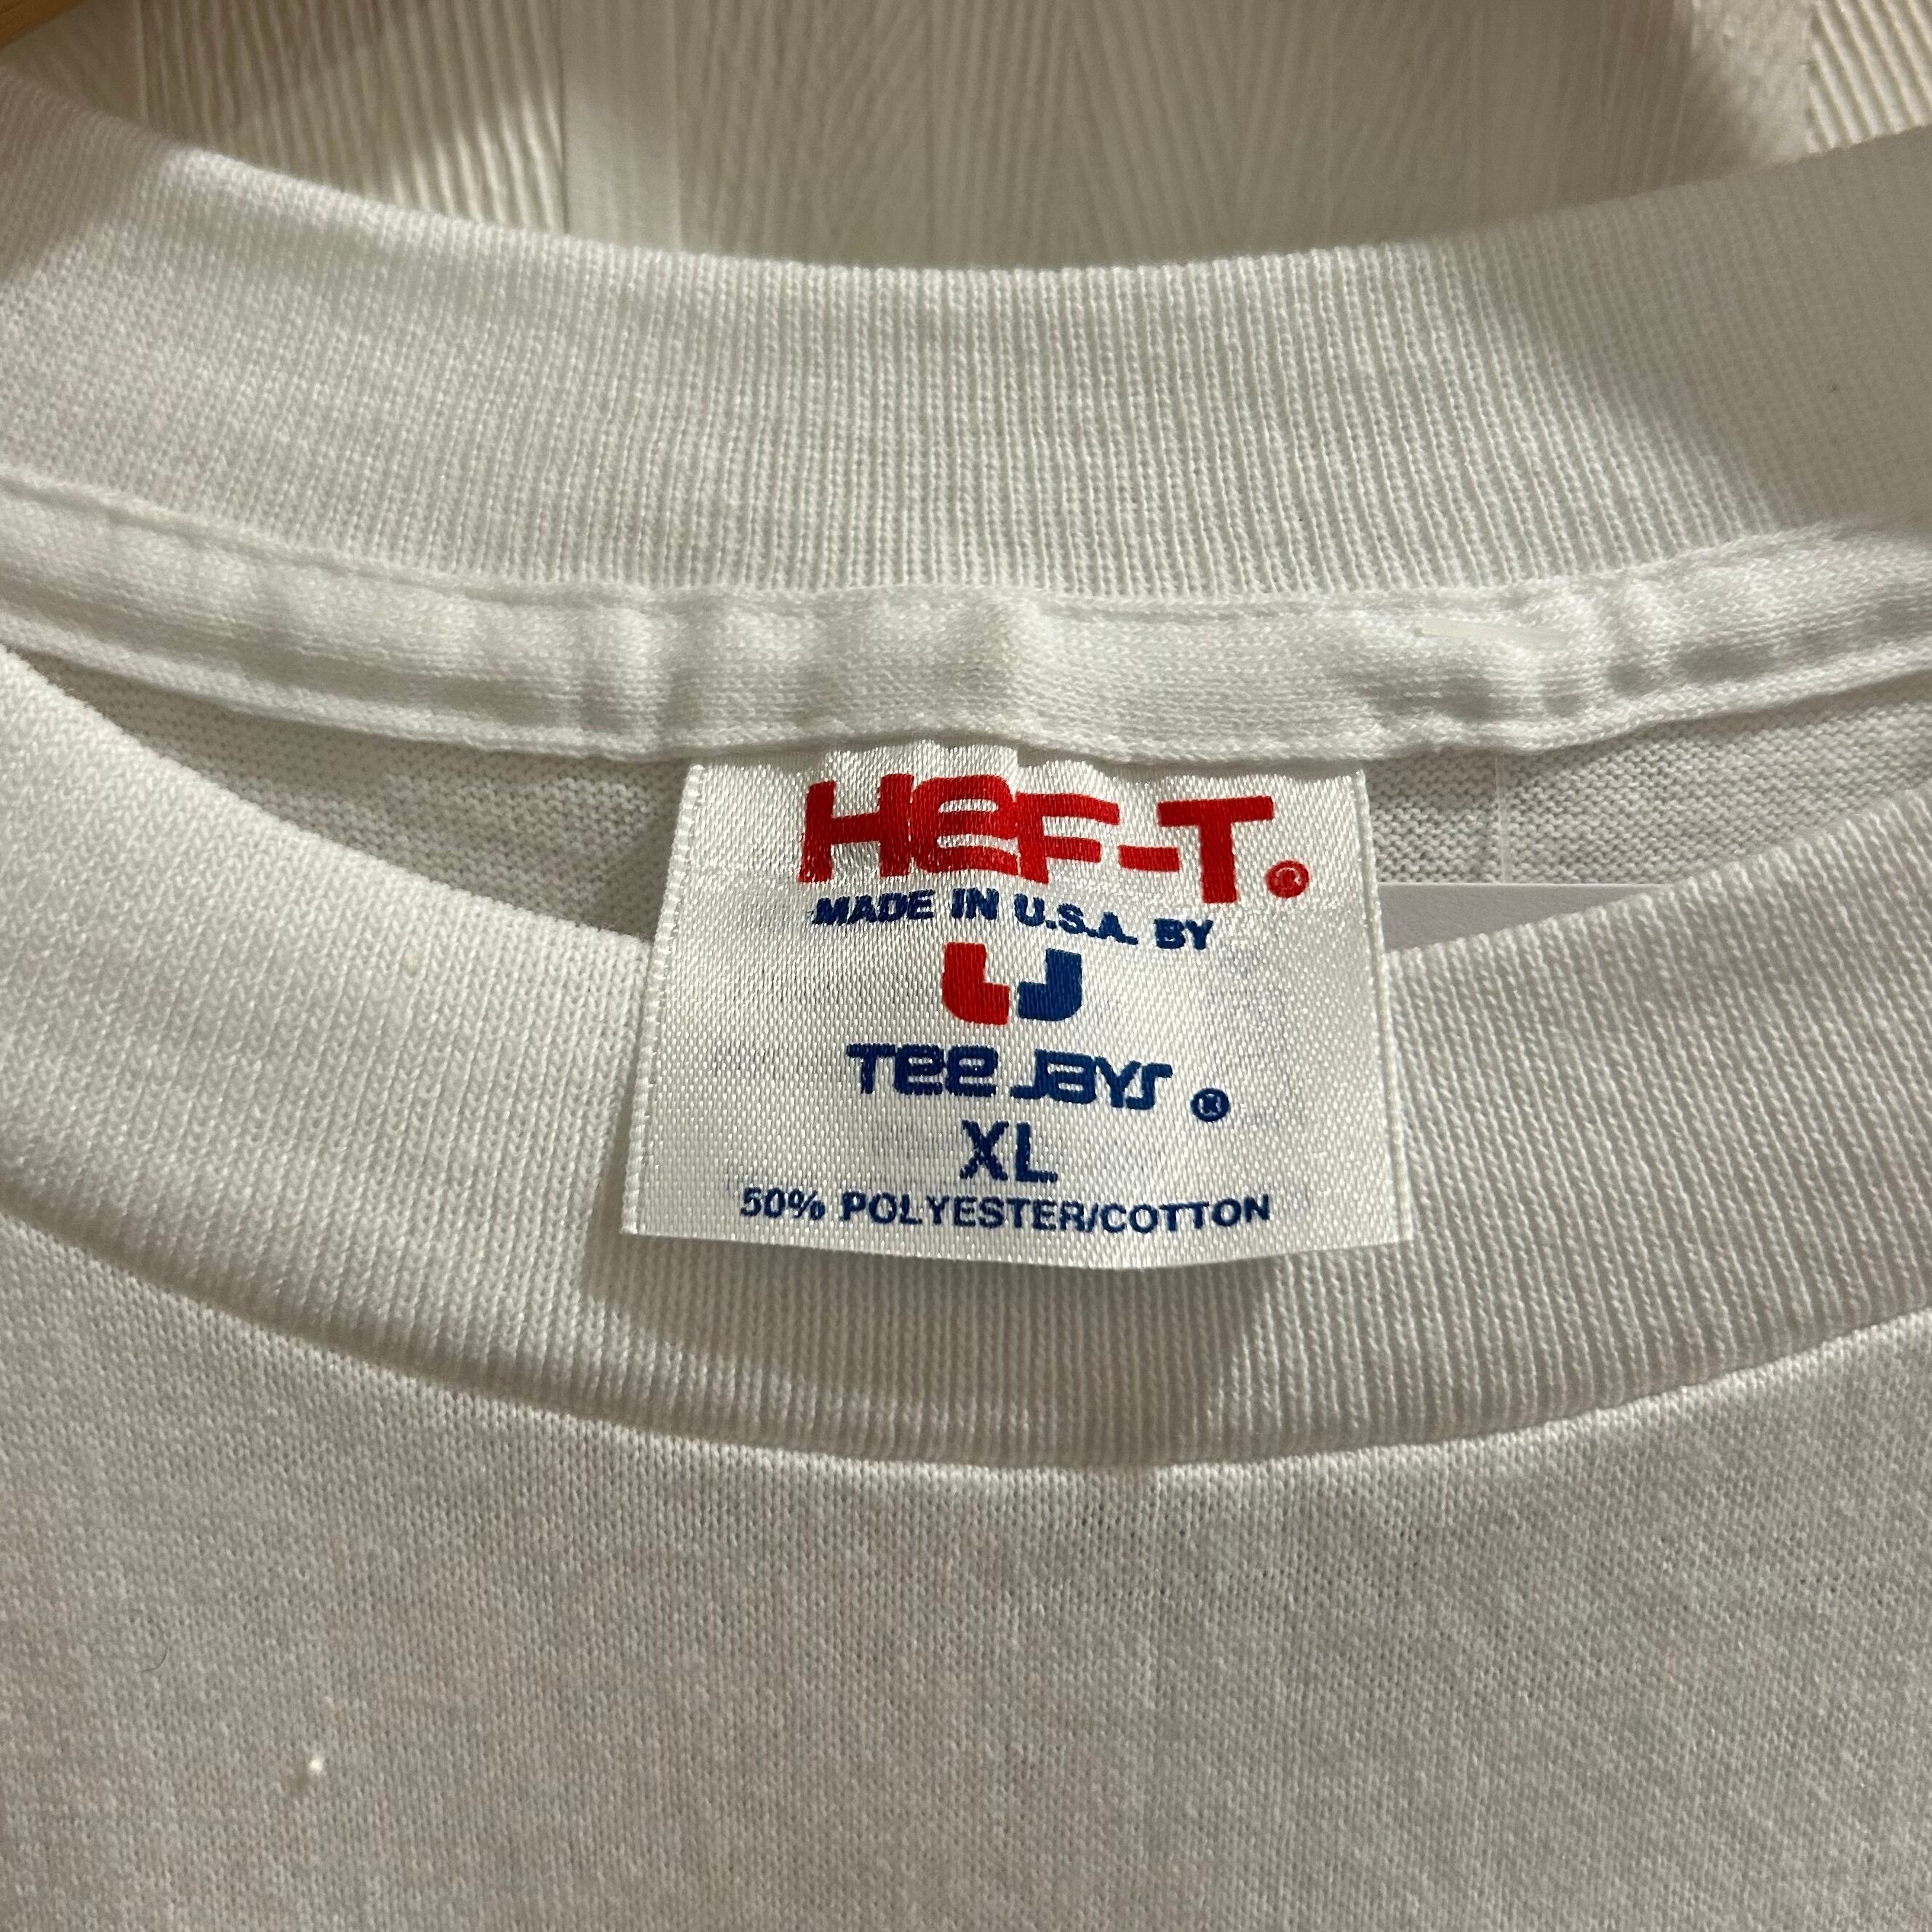 HeF-T®
MADE IN U.S.A. BY
Tee Jays ®
XL
50% POLYESTER/COTTON